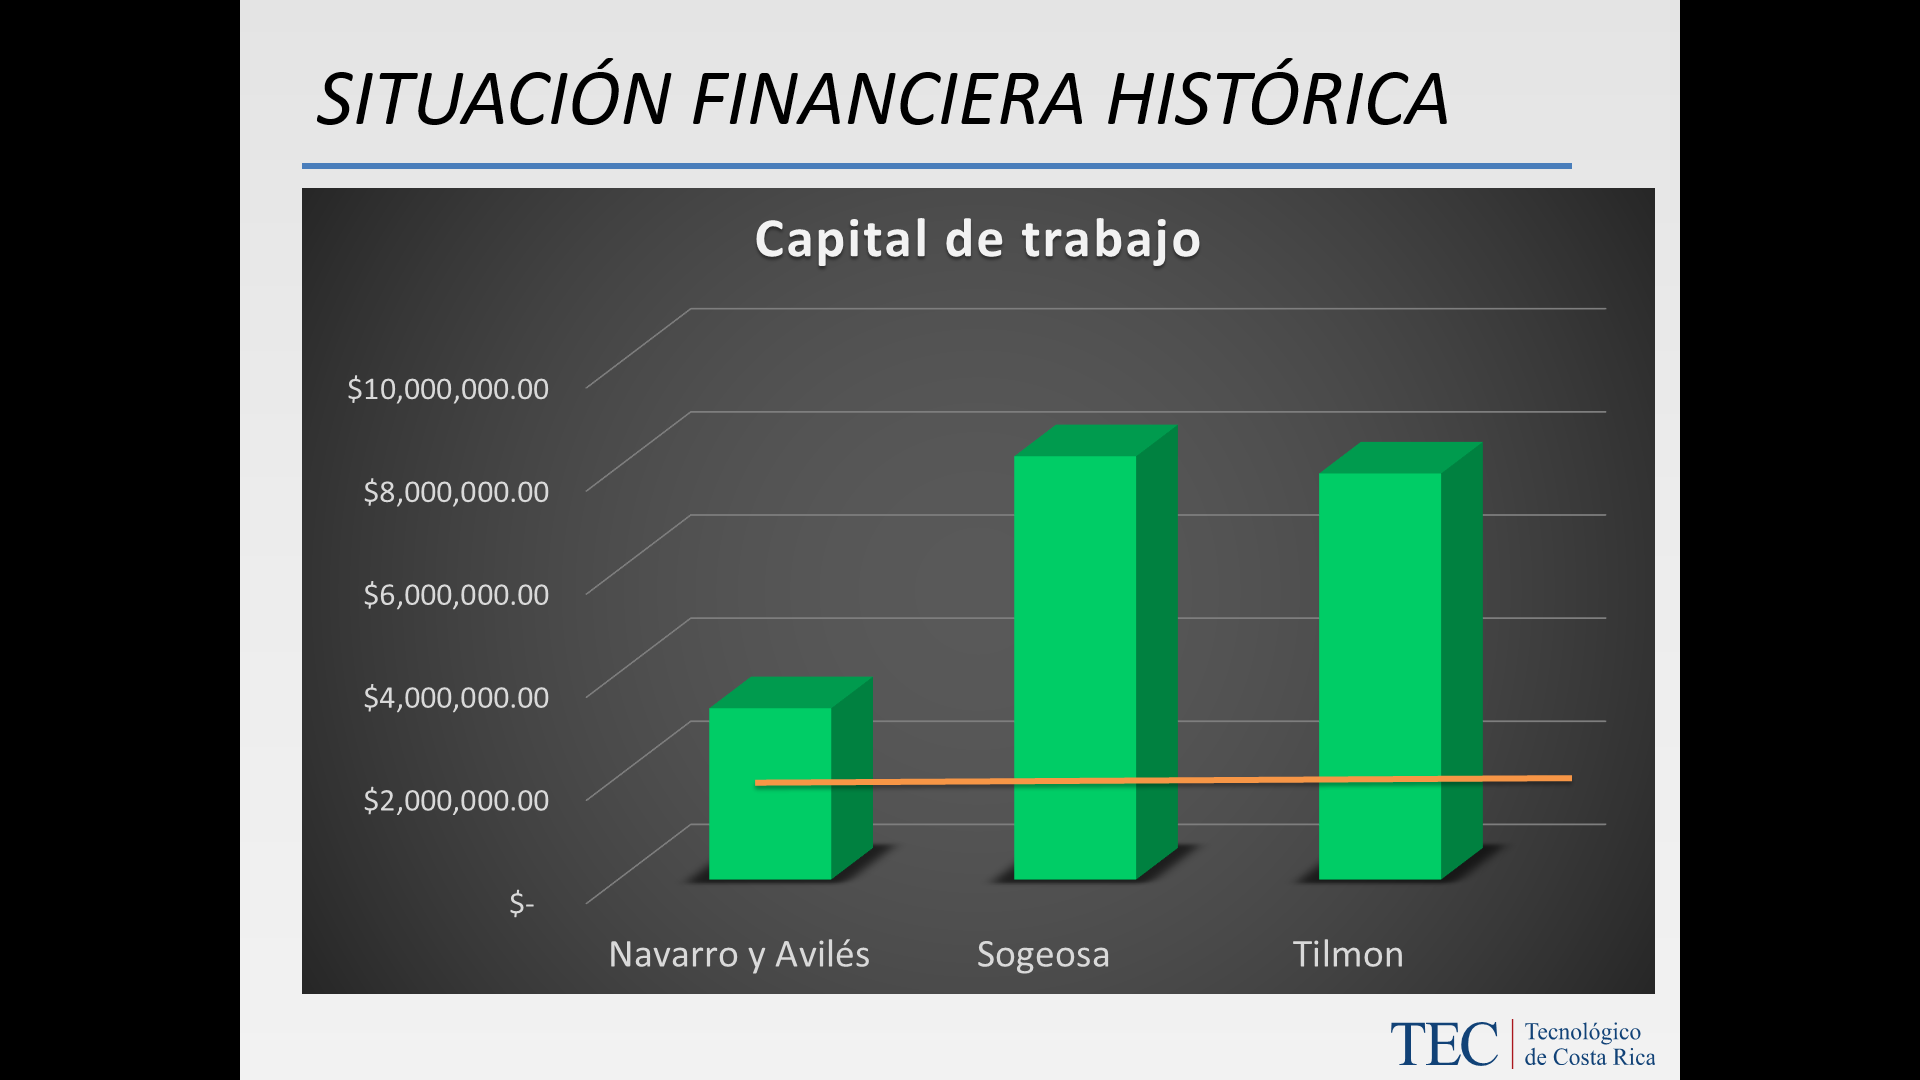 SITUACIÓN FINANCIERA HISTÓRICA
Capital de trabajo
$10,000,000.00
$8,000,000.00
$6,000,000.00
$4,000,000.00
$2,000,000.00
$-
Navarro y Avilés
Sogeosa
Tilmon
TEC
Tecnológico
de Costa Rica